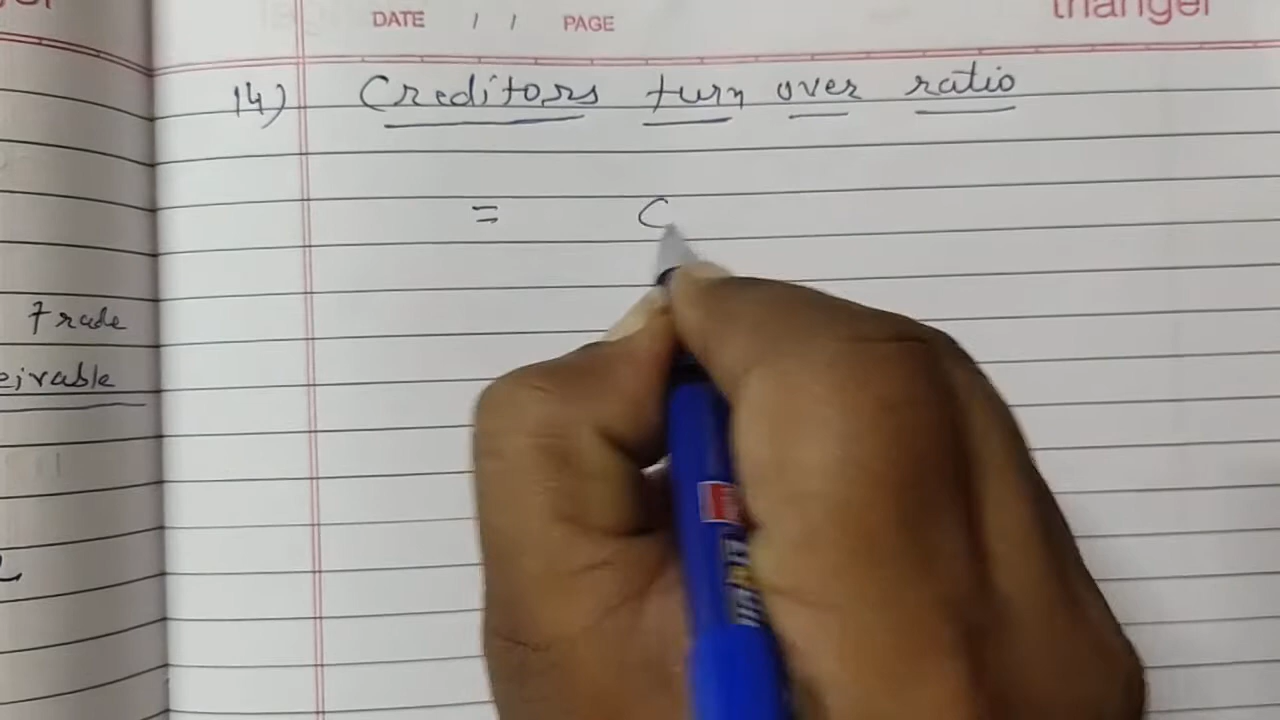 DATE / / PAGE
14) Creditors turn over ratio
= C
Trade
eivable